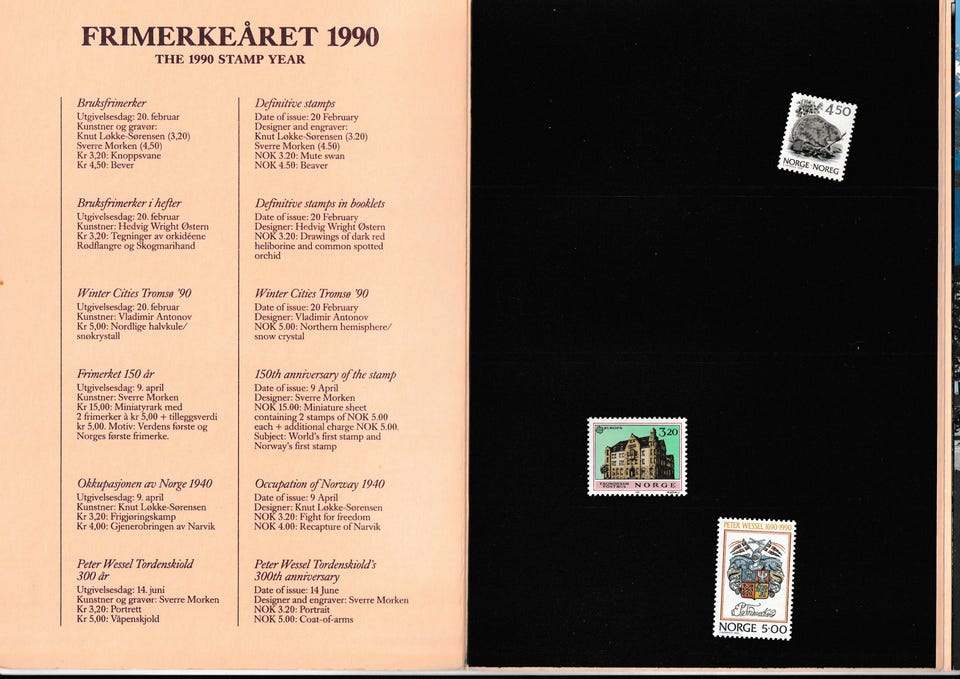 FRIMERKEÅRET 1990
THE 1990 STAMP YEAR
Bruksfrimerker
Utgivelsesdag: 20. februar
Kunstner og gravør:
Knut Løkke-Sørensen (3,20)
Sverre Morken (4,50)
Kr 3,20: Knoppsvane
Kr 4,50: Bever
Bruksfrimerker i hefter
Utgivelsesdag: 20. februar
Kunstner: Hedvig Wright Østern
Kr 3,20: Tegninger av orkidéene
Rødflangre og Skogmarihand
Winter Cities Tromsø '90
Utgivelsesdag: 20. februar
Kunstner: Vladimir Antonov
Kr 5,00: Nordlige halvkule/
snøkrystall
Frimerket 150 år
Utgivelsesdag: 9. april
Kunstner: Sverre Morken
Kr 15,00: Miniatyrark med
2 frimerker à kr 5,00 + tilleggsverdi
kr 5,00. Motiv: Verdens første og
Norges første frimerke.
Okkupasjonen av Norge 1940
Utgivelsesdag: 9. april
Kunstner: Knut Løkke-Sørensen
Kr 3,20: Frigjøringskamp
Kr 4,00: Gjenerobringen av Narvik
Peter Wessel Tordenskiold
300 år
Utgivelsesdag: 14. juni
Kunstner og gravør: Sverre Morken
Kr 3,20: Portrett
Kr 5,00: Våpenskjold
Definitive stamps
Date of issue: 20 February
Designer and engraver:
Knut Løkke-Sørensen (3.20)
Sverre Morken (4.50)
NOK 3.20: Mute swan
NOK 4.50: Beaver
Definitive stamps in booklets
Date of issue: 20 February
Designer: Hedvig Wright Østern
NOK 3.20: Drawings of dark red
heliborine and common spotted
orchid
Winter Cities Tromsø '90
Date of issue: 20 February
Designer: Vladimir Antonov
NOK 5.00: Northern hemisphere/
snow crystal
150th anniversary of the stamp
Date of issue: 9 April
Designer: Sverre Morken
NOK 15.00: Miniature sheet
containing 2 stamps of NOK 5.00
each + additional charge NOK 5.00.
Subject: World's first stamp and
Norway's first stamp
Occupation of Norway 1940
Date of issue: 9 April
Designer: Knut Løkke-Sørensen
NOK 3.20: Fight for freedom
NOK 4.00: Recapture of Narvik
Peter Wessel Tordenskiold's
300th anniversary
Date of issue: 14 June
Designer and engraver: Sverre Morken
NOK 3.20: Portrait
NOK 5.00: Coat-of-arms
4,50
NORGE·NOREG
EUROPA
3,20
TRONDHEIM
NORGE
PETER WESSEL 1690-1990
NORGE 5·00